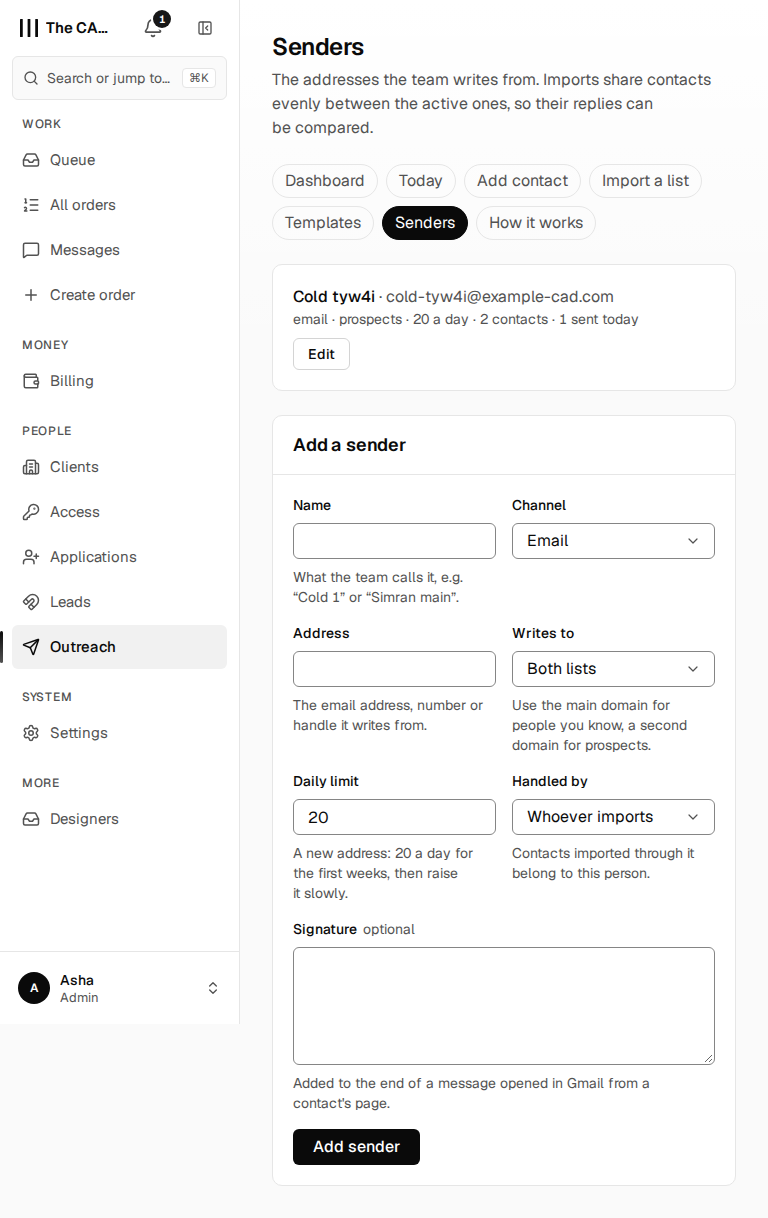 The CA…
1
Search or jump to…
⌘K
WORK
Queue
All orders
Messages
Create order
MONEY
Billing
PEOPLE
Clients
Access
Applications
Leads
Outreach
SYSTEM
Settings
MORE
Designers
A
Asha
Admin
Senders
The addresses the team writes from. Imports share contacts
evenly between the active ones, so their replies can
be compared.
Dashboard
Today
Add contact
Import a list
Templates
Senders
How it works
Cold tyw4i · cold-tyw4i@example-cad.com
email · prospects · 20 a day · 2 contacts · 1 sent today
Edit
Add a sender
Name
What the team calls it, e.g.
“Cold 1” or “Simran main”.
Channel
Email
Address
The email address, number or
handle it writes from.
Writes to
Both lists
Use the main domain for
people you know, a second
domain for prospects.
Daily limit
20
A new address: 20 a day for
the first weeks, then raise
it slowly.
Handled by
Whoever imports
Contacts imported through it
belong to this person.
Signature optional
Added to the end of a message opened in Gmail from a
contact's page.
Add sender